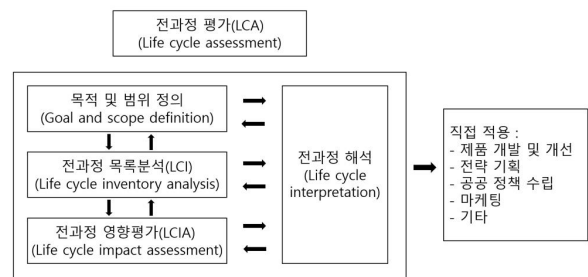 전과정 평가(LCA)
(Life cycle assessment)
목적 및 범위 정의
(Goal and scope definition)
전과정 목록분석(LCI)
(Life cycle inventory analysis)
전과정 영향평가(LCIA)
(Life cycle impact assessment)
전과정 해석
(Life cycle
interpretation)
직접 적용 :
- 제품 개발 및 개선
- 전략 기획
- 공공 정책 수립
- 마케팅
- 기타